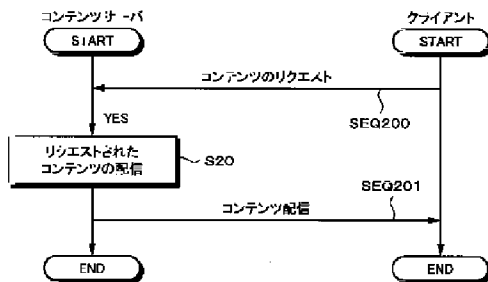 コンテンツサーバ
クライアント
START
START
コンテンツのリクエスト
SEQ200
YES
リクエストされた
コンテンツの配信
S20
SEQ201
コンテンツ配信
END
END